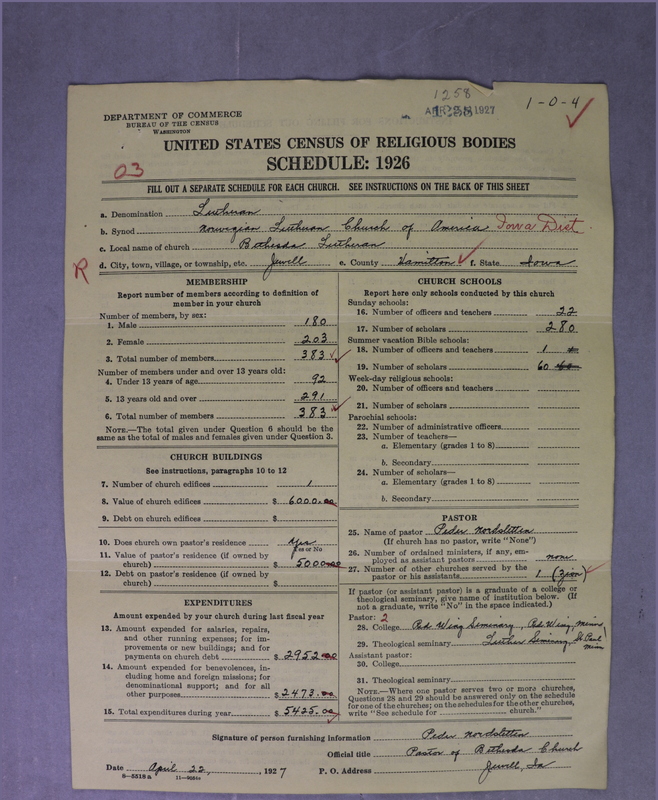 1258
1-0-4
DEPARTMENT OF COMMERCE
BUREAU OF THE CENSUS
WASHINGTON
1927
UNITED STATES CENSUS OF RELIGIOUS BODIES
SCHEDULE: 1926
03
FILL OUT A SEPARATE SCHEDULE FOR EACH CHURCH. SEE INSTRUCTIONS ON THE BACK OF THIS SHEET
a. Denomination Lutheran
b. Synod Norwegian Lutheran Church of America Iowa Dist.
c. Local name of church Bethesda Lutheran
R
d. City, town, village, or township, etc. Jewell e. County Hamilton f. State Iowa
MEMBERSHIP
Report number of members according to definition of
member in your church
Number of members, by sex:
1. Male 180
2. Female 203
3. Total number of members 383
Number of members under and over 13 years old:
4. Under 13 years of age 92
5. 13 years old and over 291
6. Total number of members 383
NOTE.—The total given under Question 6 should be the
same as the total of males and females given under Question 3.
CHURCH BUILDINGS
See instructions, paragraphs 10 to 12
7. Number of church edifices 1
8. Value of church edifices $ 6000.00
9. Debt on church edifices $
10. Does church own pastor's residence Yes
Yes or No
11. Value of pastor's residence (if owned by
church) $ 5000.00
12. Debt on pastor's residence (if owned by
church) $
EXPENDITURES
Amount expended by your church during last fiscal year
13. Amount expended for salaries, repairs,
and other running expenses; for im-
provements or new buildings; and for
payments on church debt $ 2952.00
14. Amount expended for benevolences, in-
cluding home and foreign missions; for
denominational support; and for all
other purposes $ 2473.00
15. Total expenditures during year $ 5425.00
CHURCH SCHOOLS
Report here only schools conducted by this church
Sunday schools:
16. Number of officers and teachers 22
17. Number of scholars 280
Summer vacation Bible schools:
18. Number of officers and teachers 1
19. Number of scholars 60
Week-day religious schools:
20. Number of officers and teachers
21. Number of scholars
Parochial schools:
22. Number of administrative officers
23. Number of teachers—
a. Elementary (grades 1 to 8)
b. Secondary
24. Number of scholars—
a. Elementary (grades 1 to 8)
b. Secondary
PASTOR
25. Name of pastor Peder Nordsletten
(If church has no pastor, write "None")
26. Number of ordained ministers, if any, em-
ployed as assistant pastors none
27. Number of other churches served by the
pastor or his assistants 1 (Zion)
If pastor (or assistant pastor) is a graduate of a college or
theological seminary, give name of institution below. (If
not a graduate, write "No" in the space indicated.)
Pastor: 2
28. College Red Wing Seminary, Red Wing, Minn
29. Theological seminary Luther Seminary, St. Paul Minn
Assistant pastor:
30. College
31. Theological seminary
NOTE.—Where one pastor serves two or more churches,
Questions 28 and 29 should be answered only on the schedule
for one of the churches; on the schedules for the other churches,
write "See schedule for church."
Signature of person furnishing information Peder Nordsletten
Official title Pastor of Bethesda Church
Date April 22, 1927 P. O. Address Jewell, Ia
8-5518a